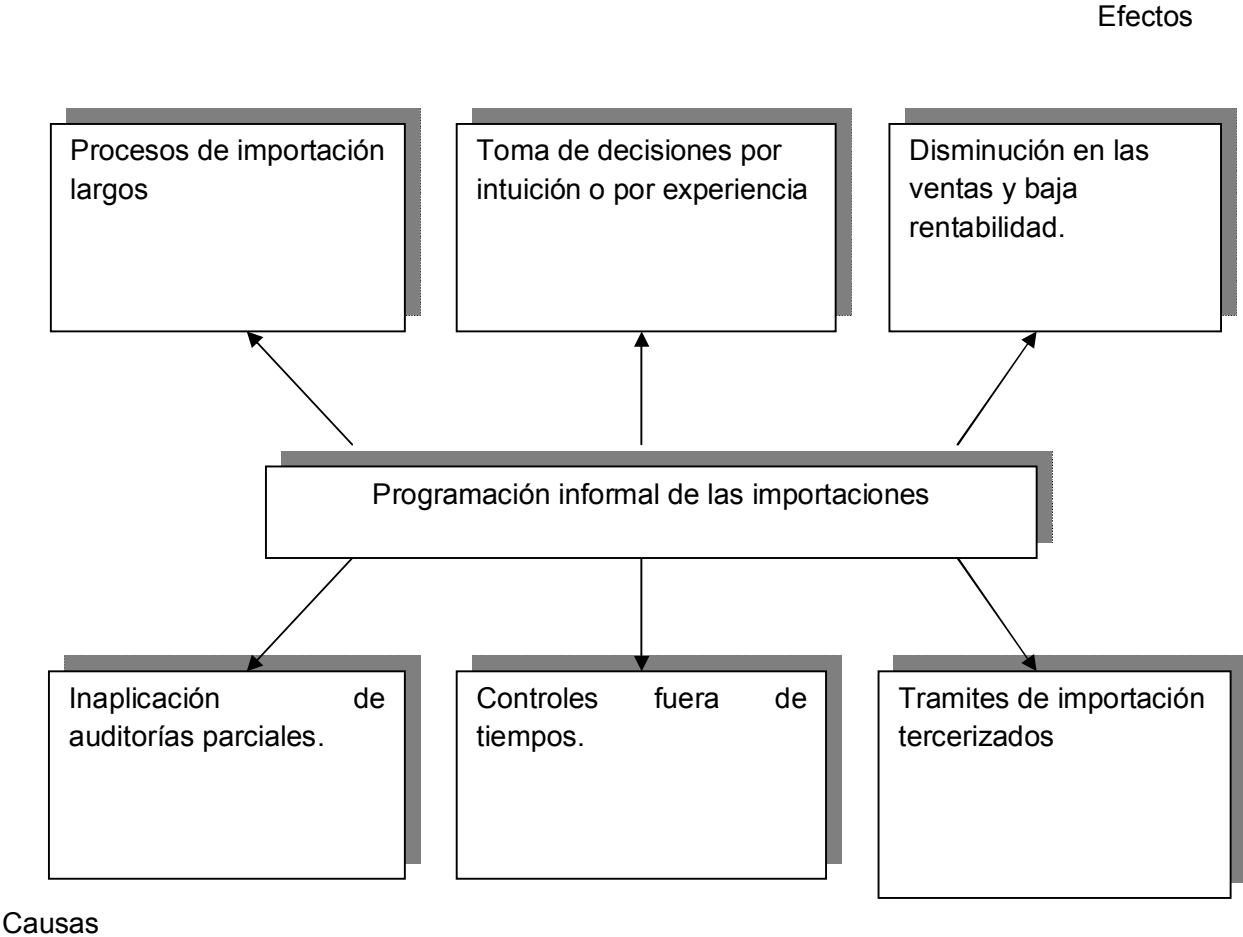 Efectos
Procesos de importación
largos
Toma de decisiones por
intuición o por experiencia
Disminución en las
ventas y baja
rentabilidad.
Programación informal de las importaciones
Inaplicación de
auditorías parciales.
Controles fuera de
tiempos.
Tramites de importación
tercerizados
Causas